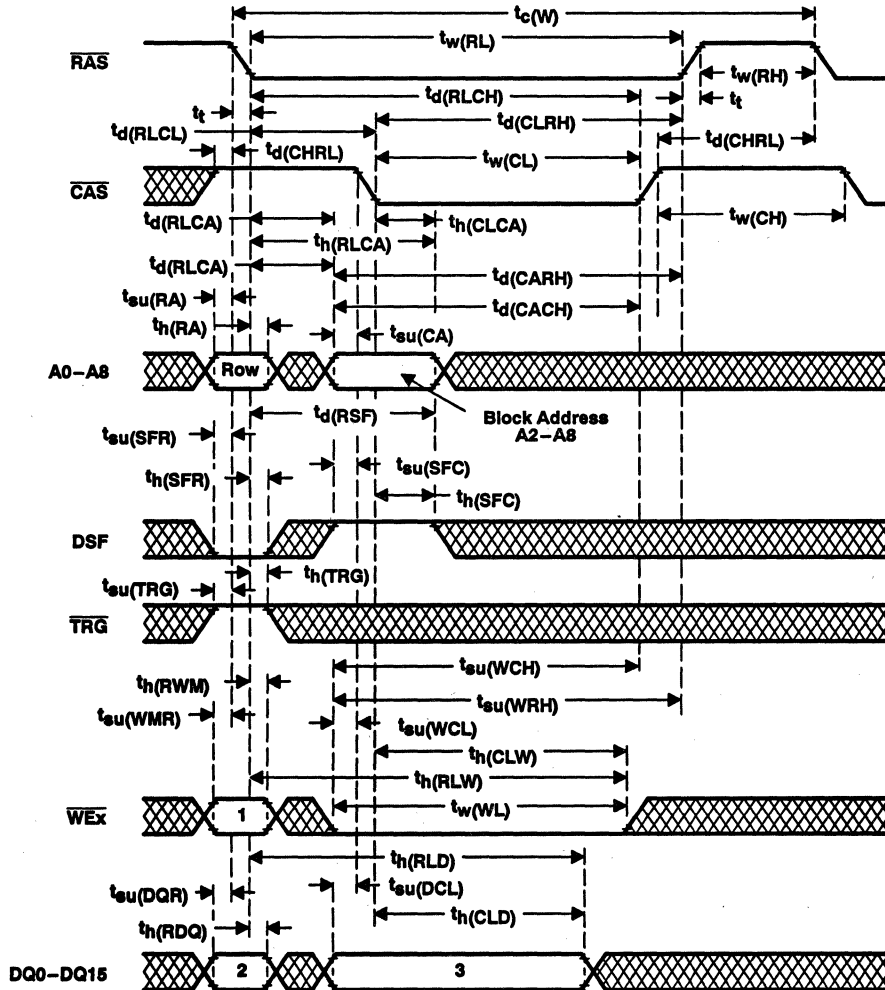 tc(W)
tw(RL)
RAS
tw(RH)
td(RLCH)
tt
tt
td(RLCL)
td(CLRH)
td(CHRL)
td(CHRL)
tw(CL)
CAS
td(RLCA)
th(CLCA)
tw(CH)
th(RLCA)
td(RLCA)
td(CARH)
tsu(RA)
td(CACH)
th(RA)
tsu(CA)
A0–A8
Row
td(RSF)
Block Address
A2–A8
tsu(SFR)
tsu(SFC)
th(SFR)
th(SFC)
DSF
th(TRG)
tsu(TRG)
TRG
tsu(WCH)
th(RWM)
tsu(WRH)
tsu(WMR)
tsu(WCL)
th(CLW)
th(RLW)
WEx
1
tw(WL)
th(RLD)
tsu(DQR)
tsu(DCL)
th(CLD)
th(RDQ)
DQ0–DQ15
2
3